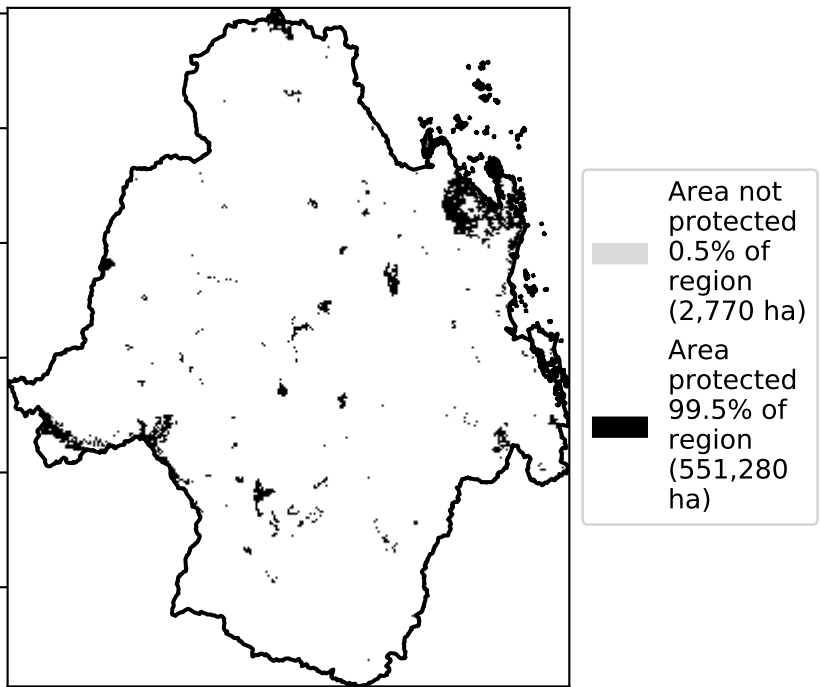 Area not
protected
0.5% of
region
(2,770 ha)
Area
protected
99.5% of
region
(551,280
ha)